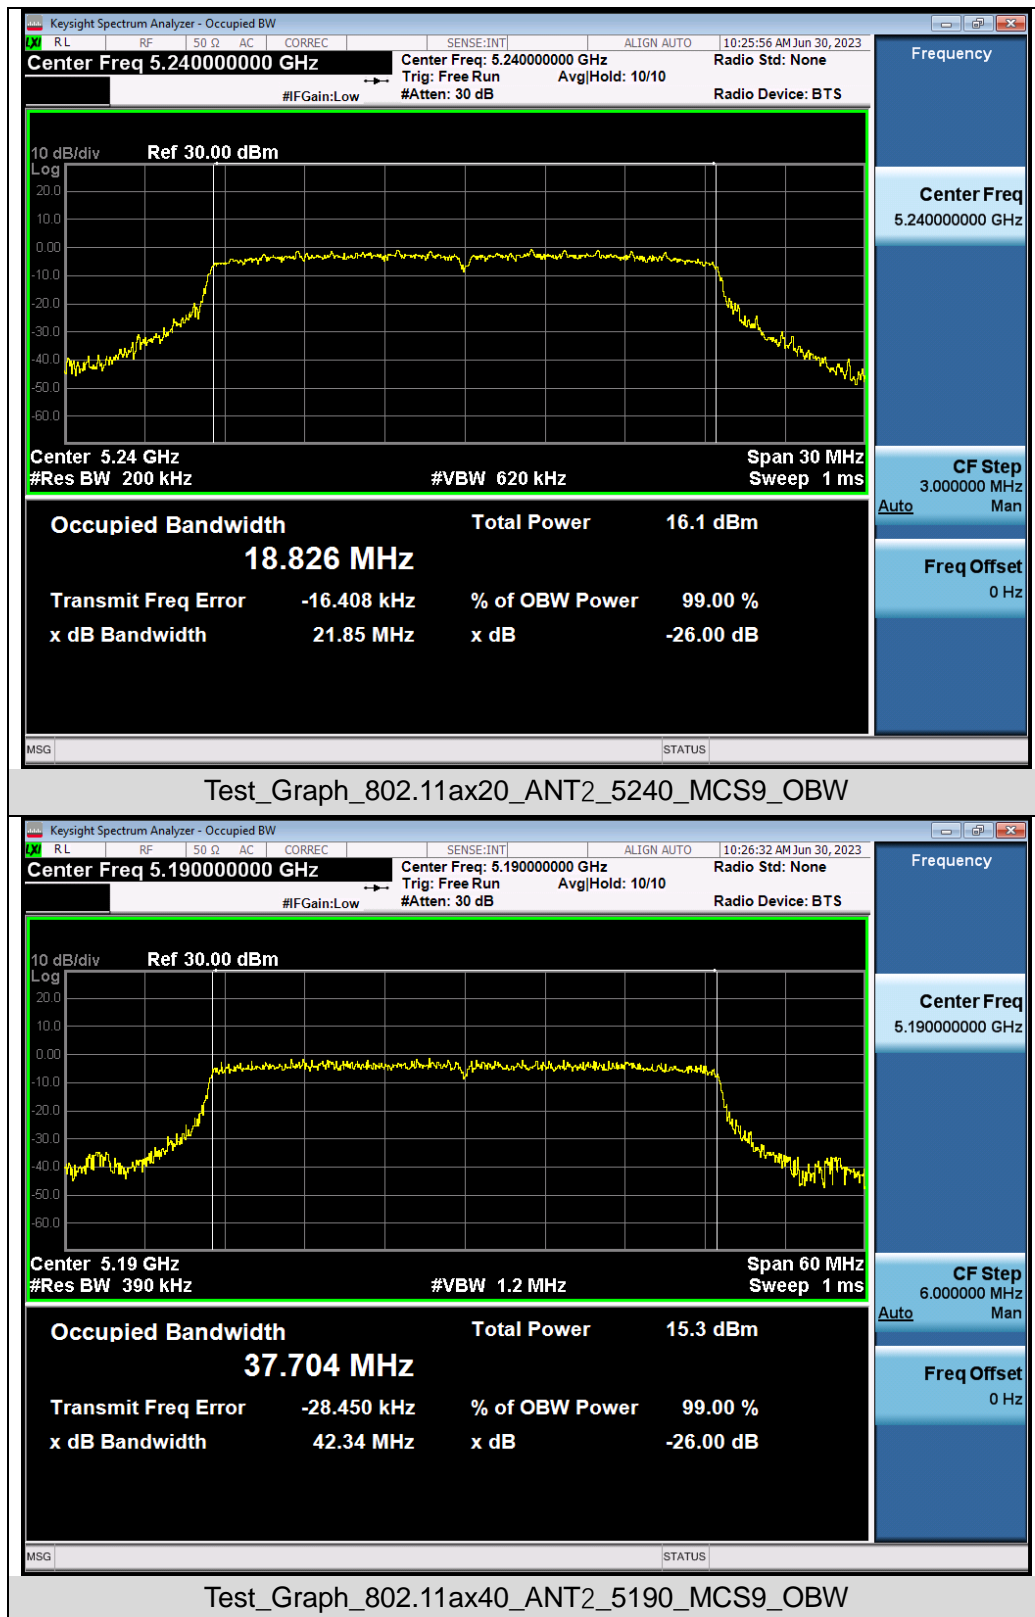 Keysight Spectrum Analyzer - Occupied BW
LXI RL RF 50 Ω AC CORREC SENSE:INT ALIGN AUTO 10:25:56 AM Jun 30, 2023
Center Freq 5.240000000 GHz
Center Freq: 5.240000000 GHz
Radio Std: None
Trig: Free Run Avg|Hold: 10/10
#IFGain:Low
#Atten: 30 dB
Radio Device: BTS
10 dB/div Ref 30.00 dBm
Log
20.0
10.0
0.00
-10.0
-20.0
-30.0
-40.0
-50.0
-60.0
Center 5.24 GHz Span 30 MHz
#Res BW 200 kHz #VBW 620 kHz Sweep 1 ms
Occupied Bandwidth Total Power 16.1 dBm
18.826 MHz
Transmit Freq Error -16.408 kHz % of OBW Power 99.00 %
x dB Bandwidth 21.85 MHz x dB -26.00 dB
MSG STATUS
Frequency
Center Freq
5.240000000 GHz
CF Step
3.000000 MHz
Auto Man
Freq Offset
0 Hz
Test_Graph_802.11ax20_ANT2_5240_MCS9_OBW
Keysight Spectrum Analyzer - Occupied BW
LXI RL RF 50 Ω AC CORREC SENSE:INT ALIGN AUTO 10:26:32 AM Jun 30, 2023
Center Freq 5.190000000 GHz
Center Freq: 5.190000000 GHz
Radio Std: None
Trig: Free Run Avg|Hold: 10/10
#IFGain:Low
#Atten: 30 dB
Radio Device: BTS
10 dB/div Ref 30.00 dBm
Log
20.0
10.0
0.00
-10.0
-20.0
-30.0
-40.0
-50.0
-60.0
Center 5.19 GHz Span 60 MHz
#Res BW 390 kHz #VBW 1.2 MHz Sweep 1 ms
Occupied Bandwidth Total Power 15.3 dBm
37.704 MHz
Transmit Freq Error -28.450 kHz % of OBW Power 99.00 %
x dB Bandwidth 42.34 MHz x dB -26.00 dB
MSG STATUS
Frequency
Center Freq
5.190000000 GHz
CF Step
6.000000 MHz
Auto Man
Freq Offset
0 Hz
Test_Graph_802.11ax40_ANT2_5190_MCS9_OBW